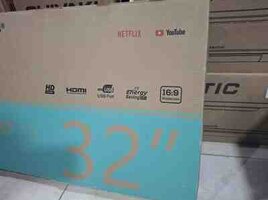 NETFLIX YouTube
HD HDMI USB Port Energy Saving 16:9
TIC
32"